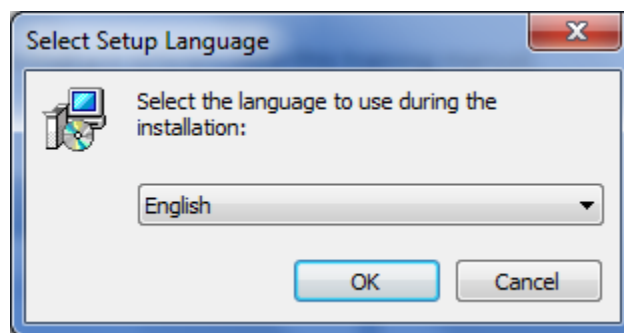 Select Setup Language
Select the language to use during the
installation:
English
OK
Cancel